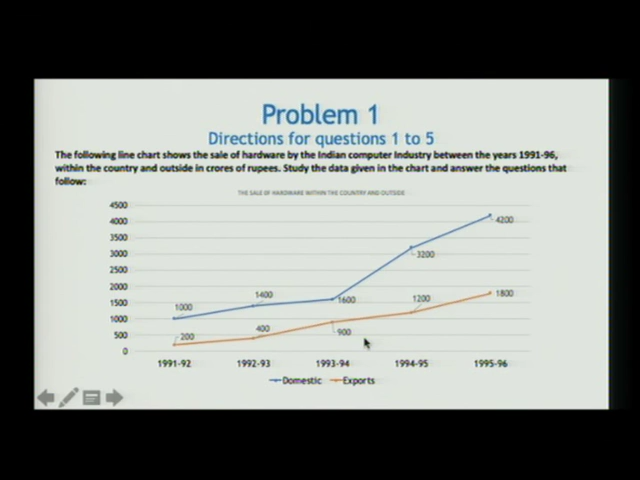 Problem 1
Directions for questions 1 to 5
The following line chart shows the sale of hardware by the Indian computer Industry between the years 1991-96,
within the country and outside in crores of rupees. Study the data given in the chart and answer the questions that
follow:
THE SALE OF HARDWARE WITHIN THE COUNTRY AND OUTSIDE
4500
4000
3500
3000
2500
2000
1500
1000
500
0
1000
1400
1600
3200
4200
200
400
900
1200
1800
1991-92 1992-93 1993-94 1994-95 1995-96
Domestic Exports